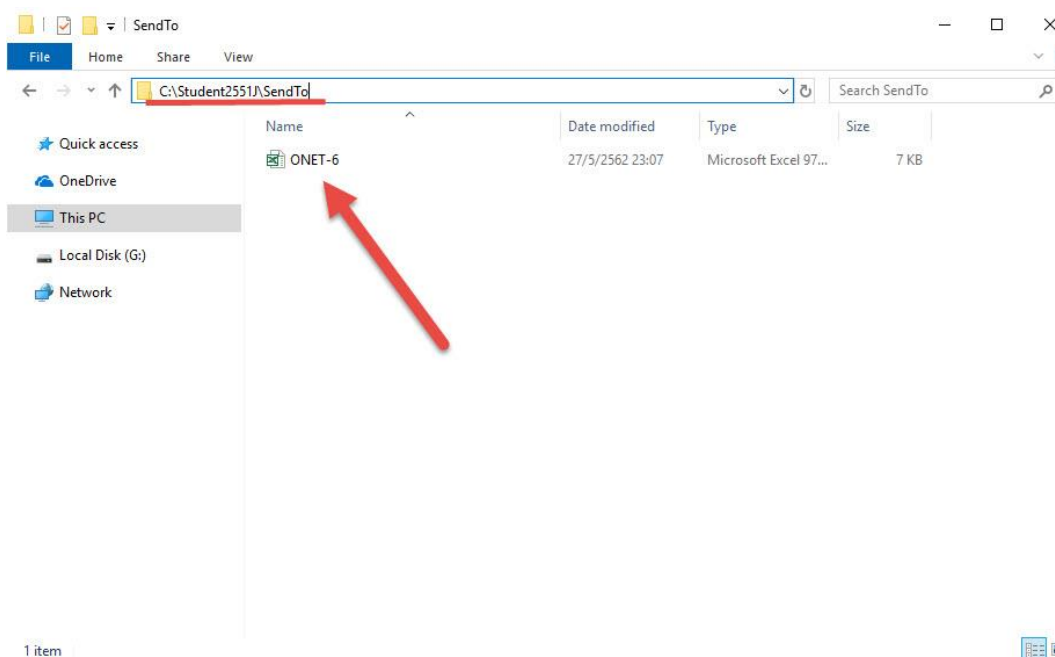 SendTo
File Home Share View
C:\Student2551J\SendTo Search SendTo
Name Date modified Type Size
Quick access
ONET-6 27/5/2562 23:07 Microsoft Excel 97... 7 KB
OneDrive
This PC
Local Disk (G:)
Network
1 item